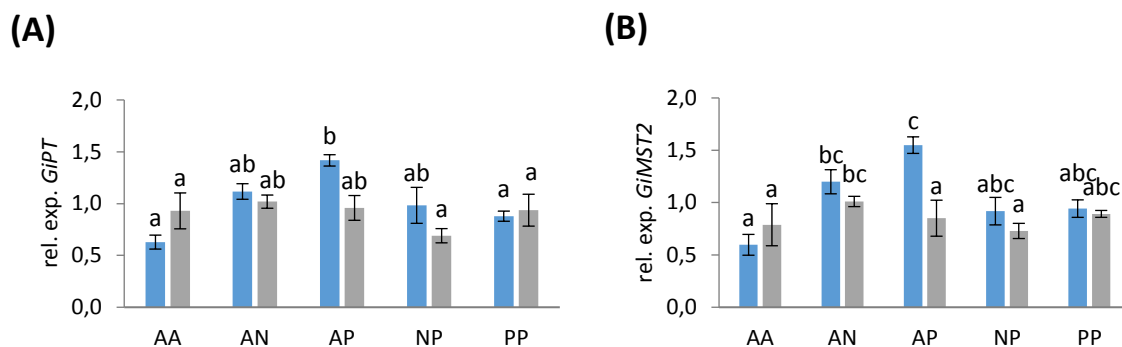 (A)
rel. exp. GiPT
2,0
1,5
1,0
0,5
0,0
a a ab ab b ab ab a a a
AA AN AP NP PP
(B)
rel. exp. GiMST2
2,0
1,5
1,0
0,5
0,0
a a bc bc c a abc a abc abc
AA AN AP NP PP